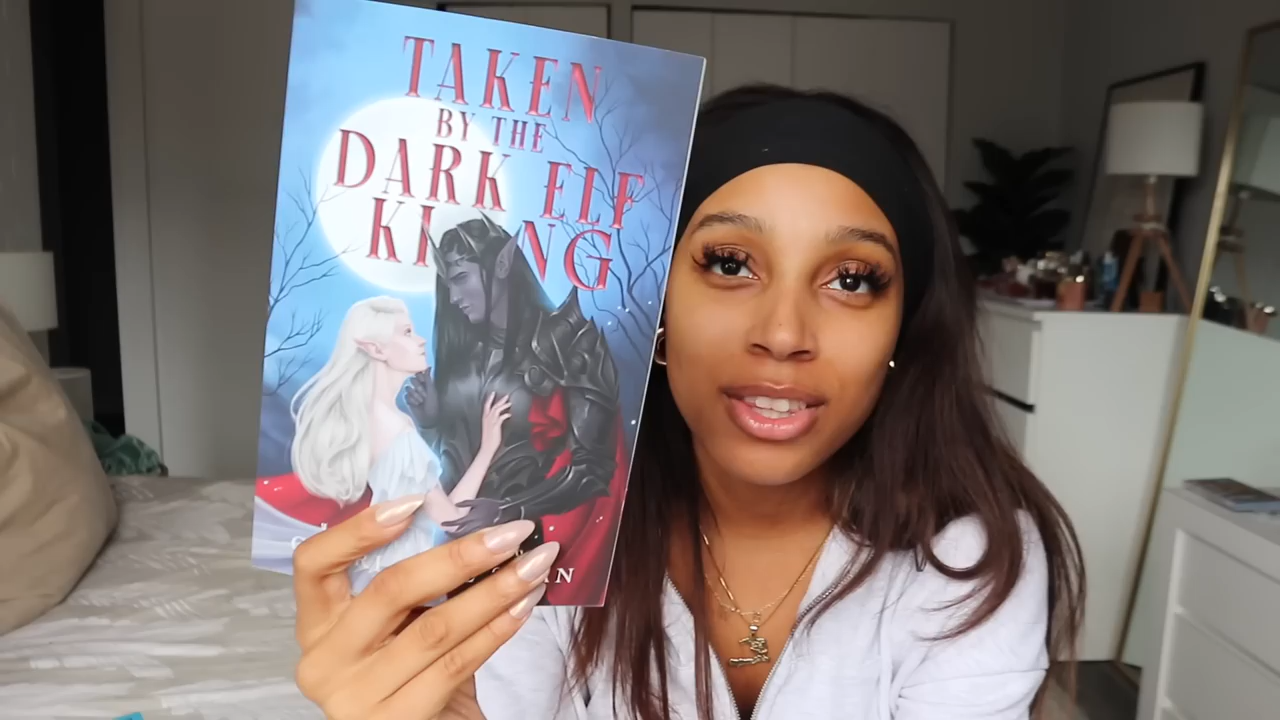 TAKEN
BY THE
DARK ELF
KING